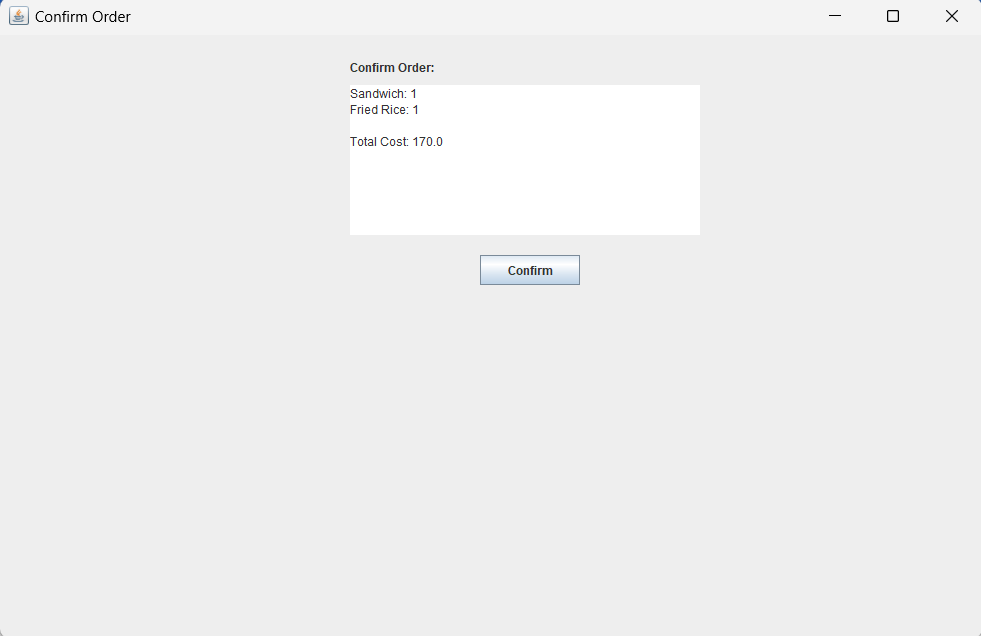 Confirm Order
Confirm Order:
Sandwich: 1
Fried Rice: 1
Total Cost: 170.0
Confirm